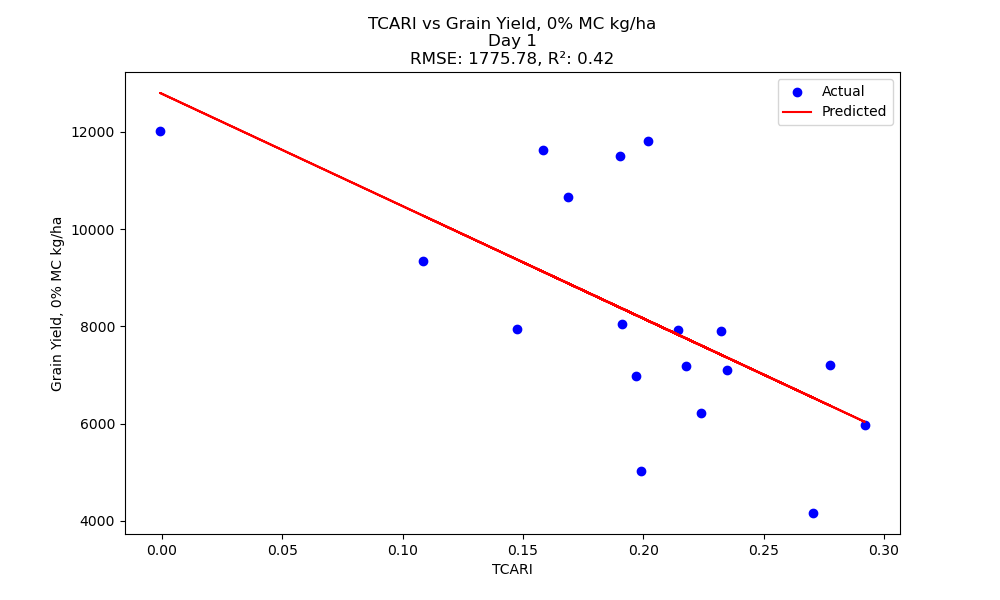 TCARI vs Grain Yield, 0% MC kg/ha
Day 1
RMSE: 1775.78, R²: 0.42
Actual
Predicted
Grain Yield, 0% MC kg/ha
12000
10000
8000
6000
4000
0.00 0.05 0.10 0.15 0.20 0.25 0.30
TCARI